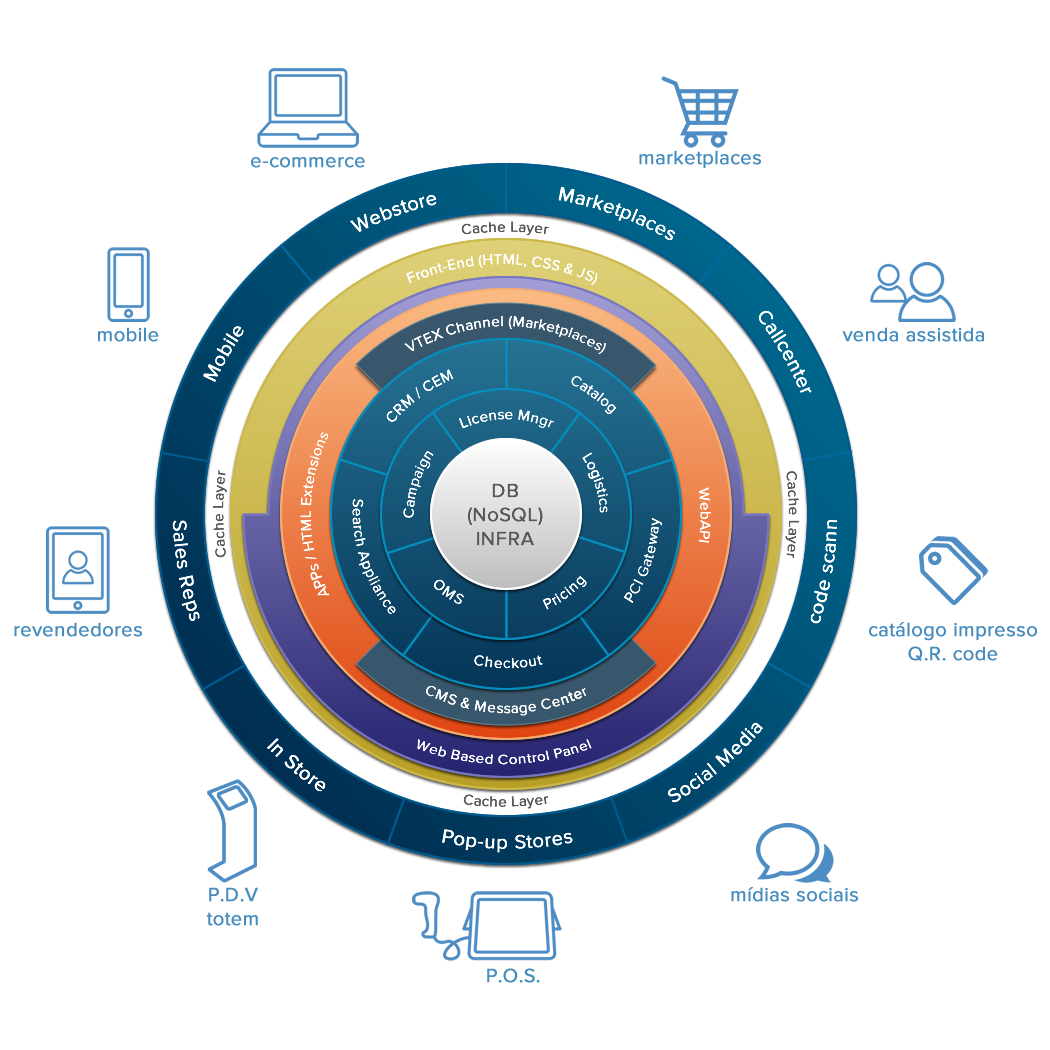 e-commerce
marketplaces
mobile
venda assistida
revendedores
catálogo impresso
Q.R. code
P.D.V
totem
mídias sociais
P.O.S.
Webstore
Marketplaces
Callcenter
code scann
Social Media
Pop-up Stores
In Store
Sales Reps
Mobile
Cache Layer
Cache Layer
Cache Layer
Cache Layer
Front-End (HTML, CSS & JS)
Web Based Control Panel
APPs / HTML Extensions
WebAPI
VTEX Channel (Marketplaces)
CMS & Message Center
CRM / CEM
Catalog
PCI Gateway
Checkout
Search Appliance
License Mngr
Logistics
Pricing
OMS
Campaign
DB
(NoSQL)
INFRA